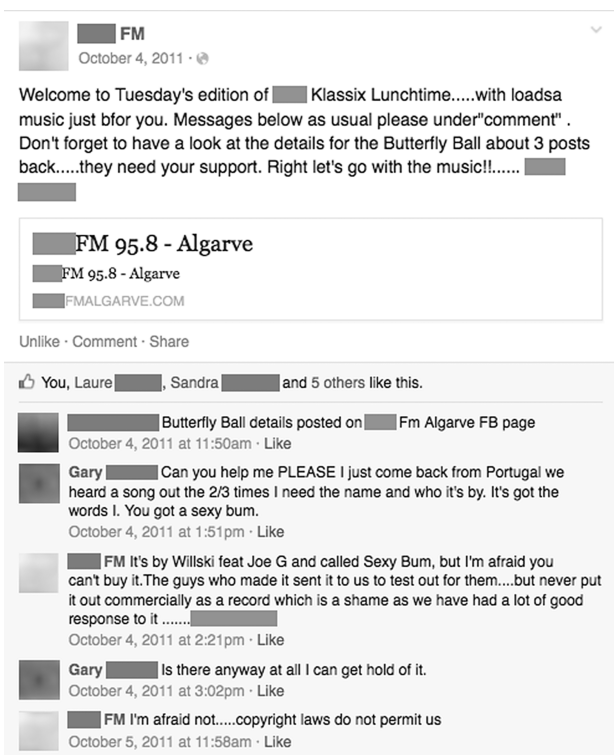 FM
October 4, 2011 ·
Welcome to Tuesday's edition of Klassix Lunchtime.....with loadsa
music just bfor you. Messages below as usual please under"comment" .
Don't forget to have a look at the details for the Butterfly Ball about 3 posts
back.....they need your support. Right let's go with the music!!......
FM 95.8 - Algarve
FM 95.8 - Algarve
FMALGARVE.COM
Unlike · Comment · Share
You, Laure , Sandra and 5 others like this.
Butterfly Ball details posted on Fm Algarve FB page
October 4, 2011 at 11:50am · Like
Gary Can you help me PLEASE I just come back from Portugal we
heard a song out the 2/3 times I need the name and who it's by. It's got the
words I. You got a sexy bum.
October 4, 2011 at 1:51pm · Like
FM It's by Willski feat Joe G and called Sexy Bum, but I'm afraid you
can't buy it.The guys who made it sent it to us to test out for them....but never put
it out commercially as a record which is a shame as we have had a lot of good
response to it .......
October 4, 2011 at 2:21pm · Like
Gary Is there anyway at all I can get hold of it.
October 4, 2011 at 3:02pm · Like
FM I'm afraid not.....copyright laws do not permit us
October 5, 2011 at 11:58am · Like